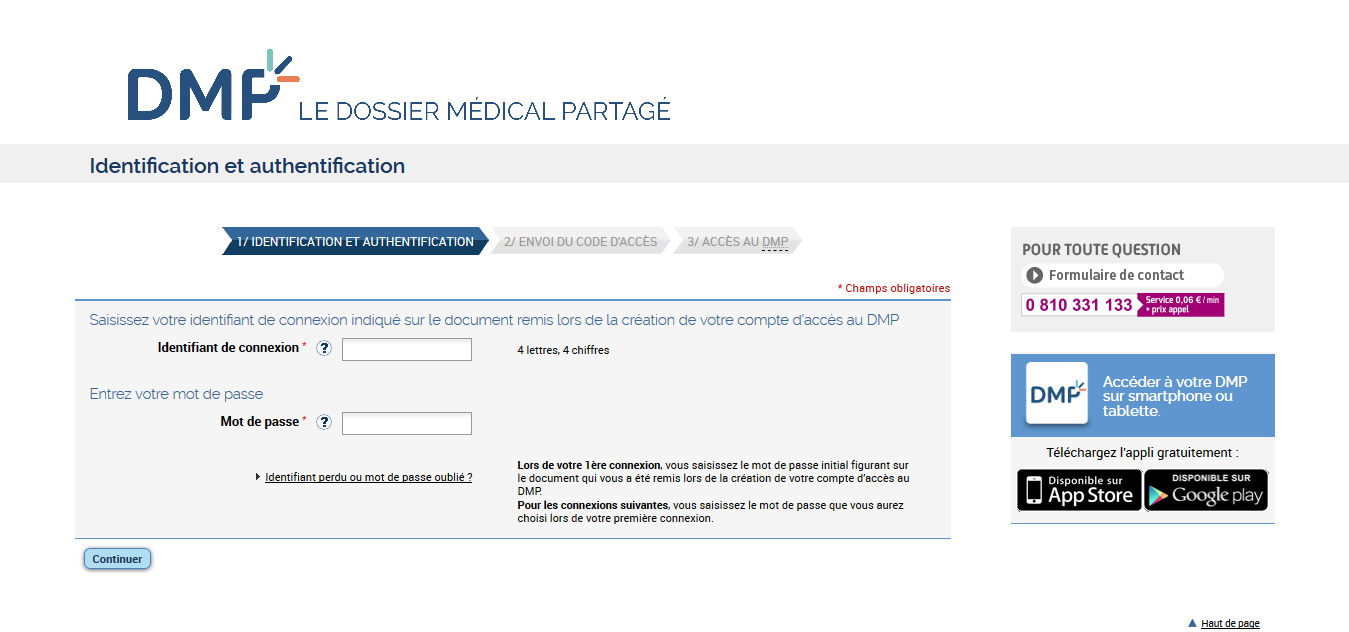 DMP LE DOSSIER MÉDICAL PARTAGÉ
Identification et authentification
1/ IDENTIFICATION ET AUTHENTIFICATION
2/ ENVOI DU CODE D'ACCÈS
3/ ACCÈS AU DMP
* Champs obligatoires
Saisissez votre identifiant de connexion indiqué sur le document remis lors de la création de votre compte d'accès au DMP
Identifiant de connexion * ?
4 lettres, 4 chiffres
Entrez votre mot de passe
Mot de passe * ?
Identifiant perdu ou mot de passe oublié ?
Lors de votre 1ère connexion, vous saisissez le mot de passe initial figurant sur
le document qui vous a été remis lors de la création de votre compte d'accès au
DMP.
Pour les connexions suivantes, vous saisissez le mot de passe que vous aurez
choisi lors de votre première connexion.
Continuer
POUR TOUTE QUESTION
Formulaire de contact
0 810 331 133
Service 0,06 € / min
+ prix appel
DMP
Accéder à votre DMP
sur smartphone ou
tablette.
Téléchargez l'appli gratuitement :
Disponible sur
App Store
DISPONIBLE SUR
Google play
Haut de page